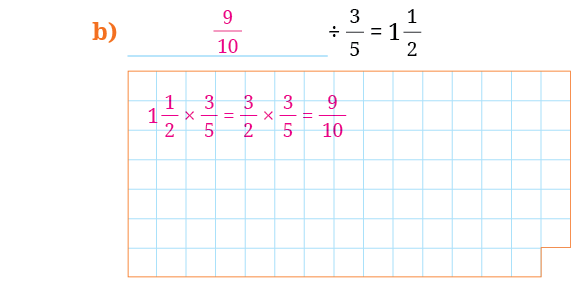 b) 9/10 ÷ 3/5 = 1 1/2
1 1/2 × 3/5 = 3/2 × 3/5 = 9/10